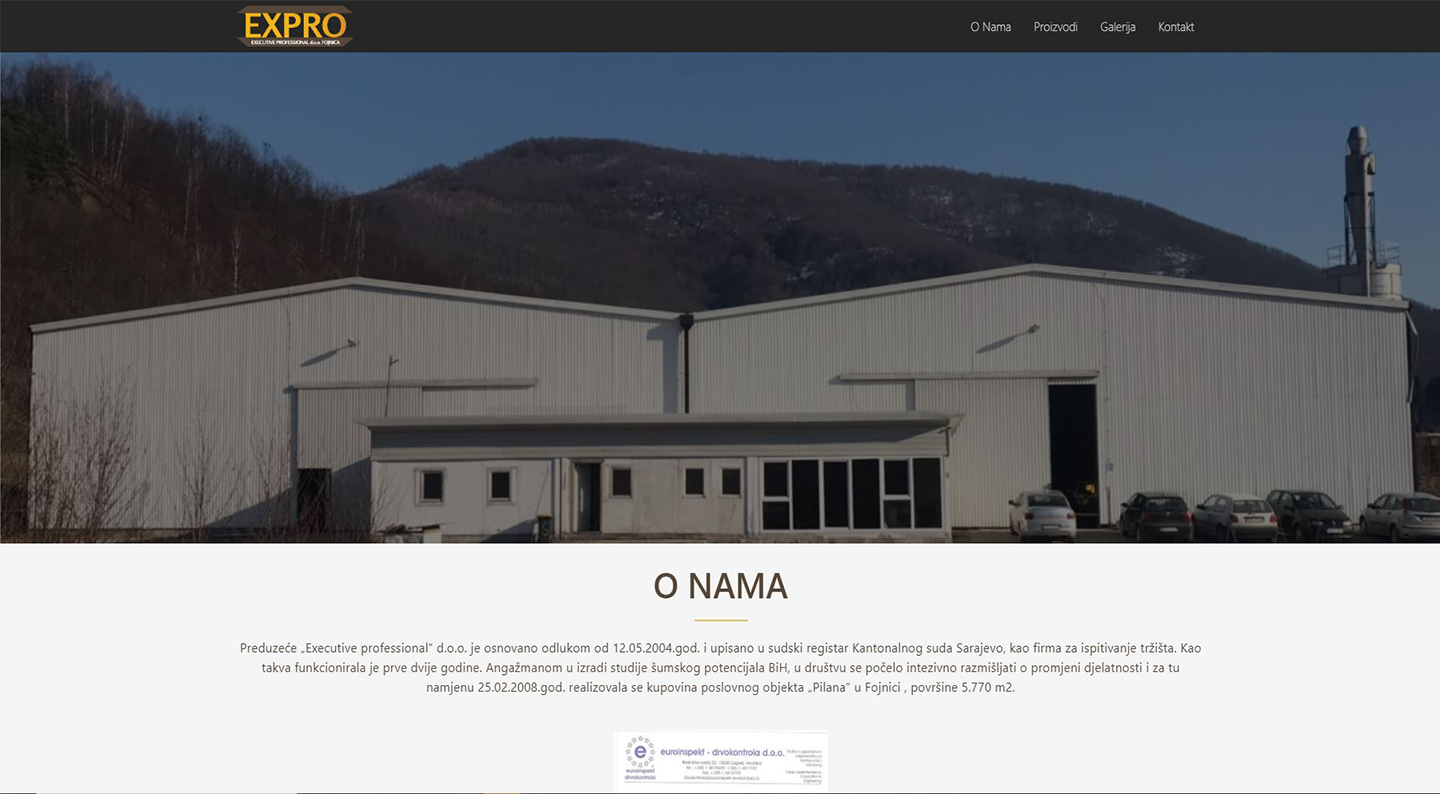 EXPRO
EXECUTIVE PROFESSIONAL d.o.o. FOJNICA
O Nama
Proizvodi
Galerija
Kontakt
O NAMA
Preduzeće „Executive professional“ d.o.o. je osnovano odlukom od 12.05.2004.god. i upisano u sudski registar Kantonalnog suda Sarajevo, kao firma za ispitivanje tržišta. Kao
takva funkcionirala je prve dvije godine. Angažmanom u izradi studije šumskog potencijala BiH, u društvu se počelo intezivno razmišljati o promjeni djelatnosti i za tu
namjenu 25.02.2008.god. realizovala se kupovina poslovnog objekta „Pilana“ u Fojnici , površine 5.770 m2.
e
euroinspekt
drvokontrola
euroinspekt - drvokontrola d.o.o.